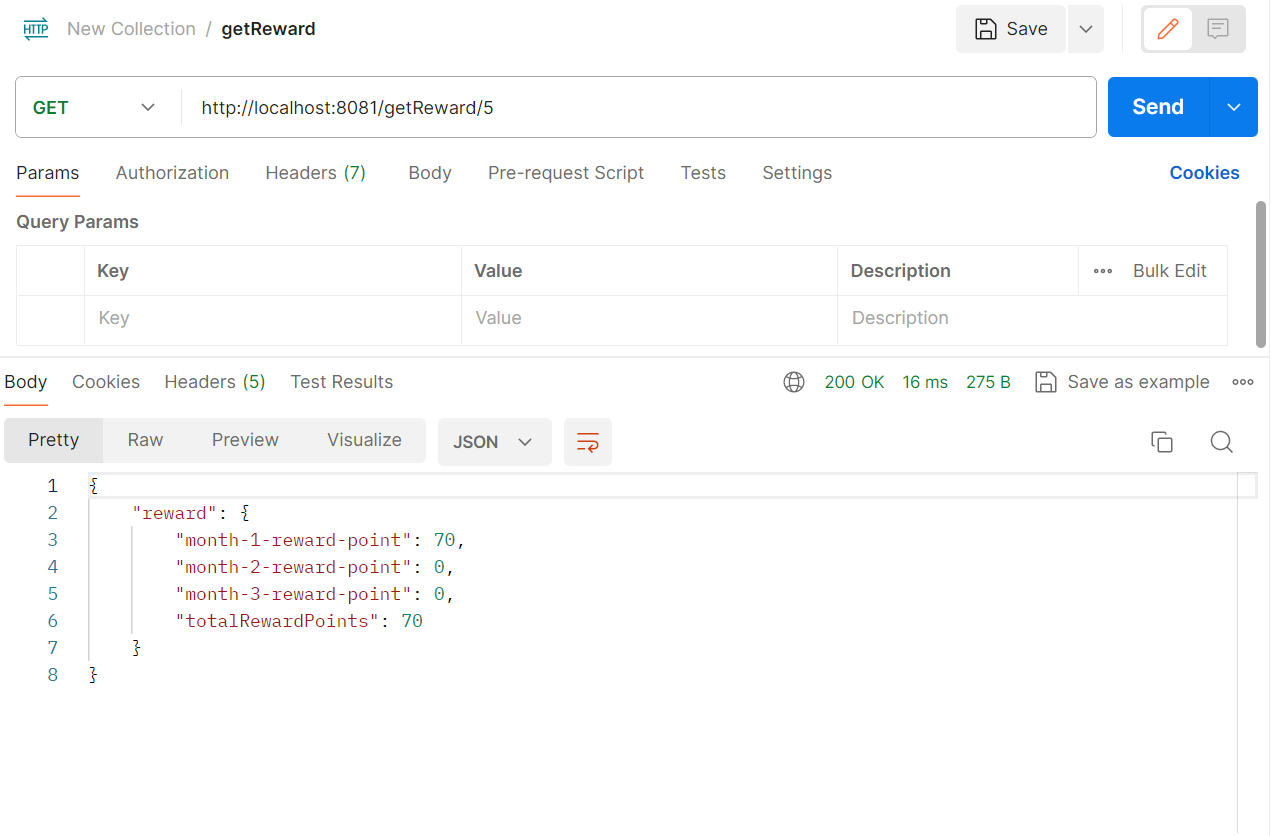 HTTP New Collection / getReward Save
GET http://localhost:8081/getReward/5 Send
Params Authorization Headers (7) Body Pre-request Script Tests Settings Cookies
Query Params
Key Value Description Bulk Edit
Key Value Description
Body Cookies Headers (5) Test Results 200 OK 16 ms 275 B Save as example
Pretty Raw Preview Visualize JSON
1 {
2     "reward": {
3         "month-1-reward-point": 70,
4         "month-2-reward-point": 0,
5         "month-3-reward-point": 0,
6         "totalRewardPoints": 70
7     }
8 }